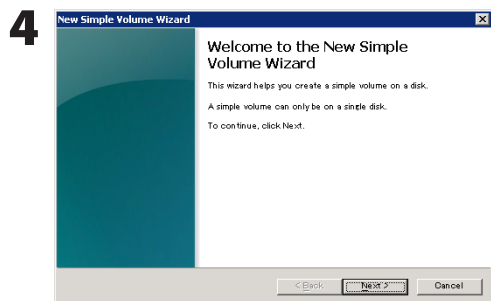 4
New Simple Volume Wizard
Welcome to the New Simple
Volume Wizard
This wizard helps you create a simple volume on a disk.
A simple volume can only be on a single disk.
To continue, click Next.
< Back Next > Cancel